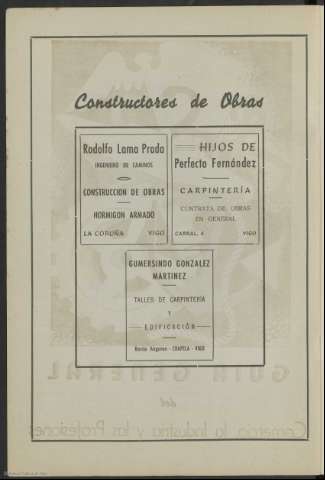 Constructores de Obras
Rodolfo Lama Prada
INGENIERO DE CAMINOS
CONSTRUCCION DE OBRAS
HORMIGON ARMADO
LA CORUÑA VIGO
HIJOS DE
Perfecto Fernández
CARPINTERÍA
CONTRATA DE OBRAS
EN GENERAL
CABRAL, 4 VIGO
GUMERSINDO GONZALEZ
MARTINEZ
TALLER DE CARPINTERÍA
Y
EDIFICACIÓN
CHAPELA - VIGO
GUIA GENERAL
del
Comercio, la Industria y las Profesiones